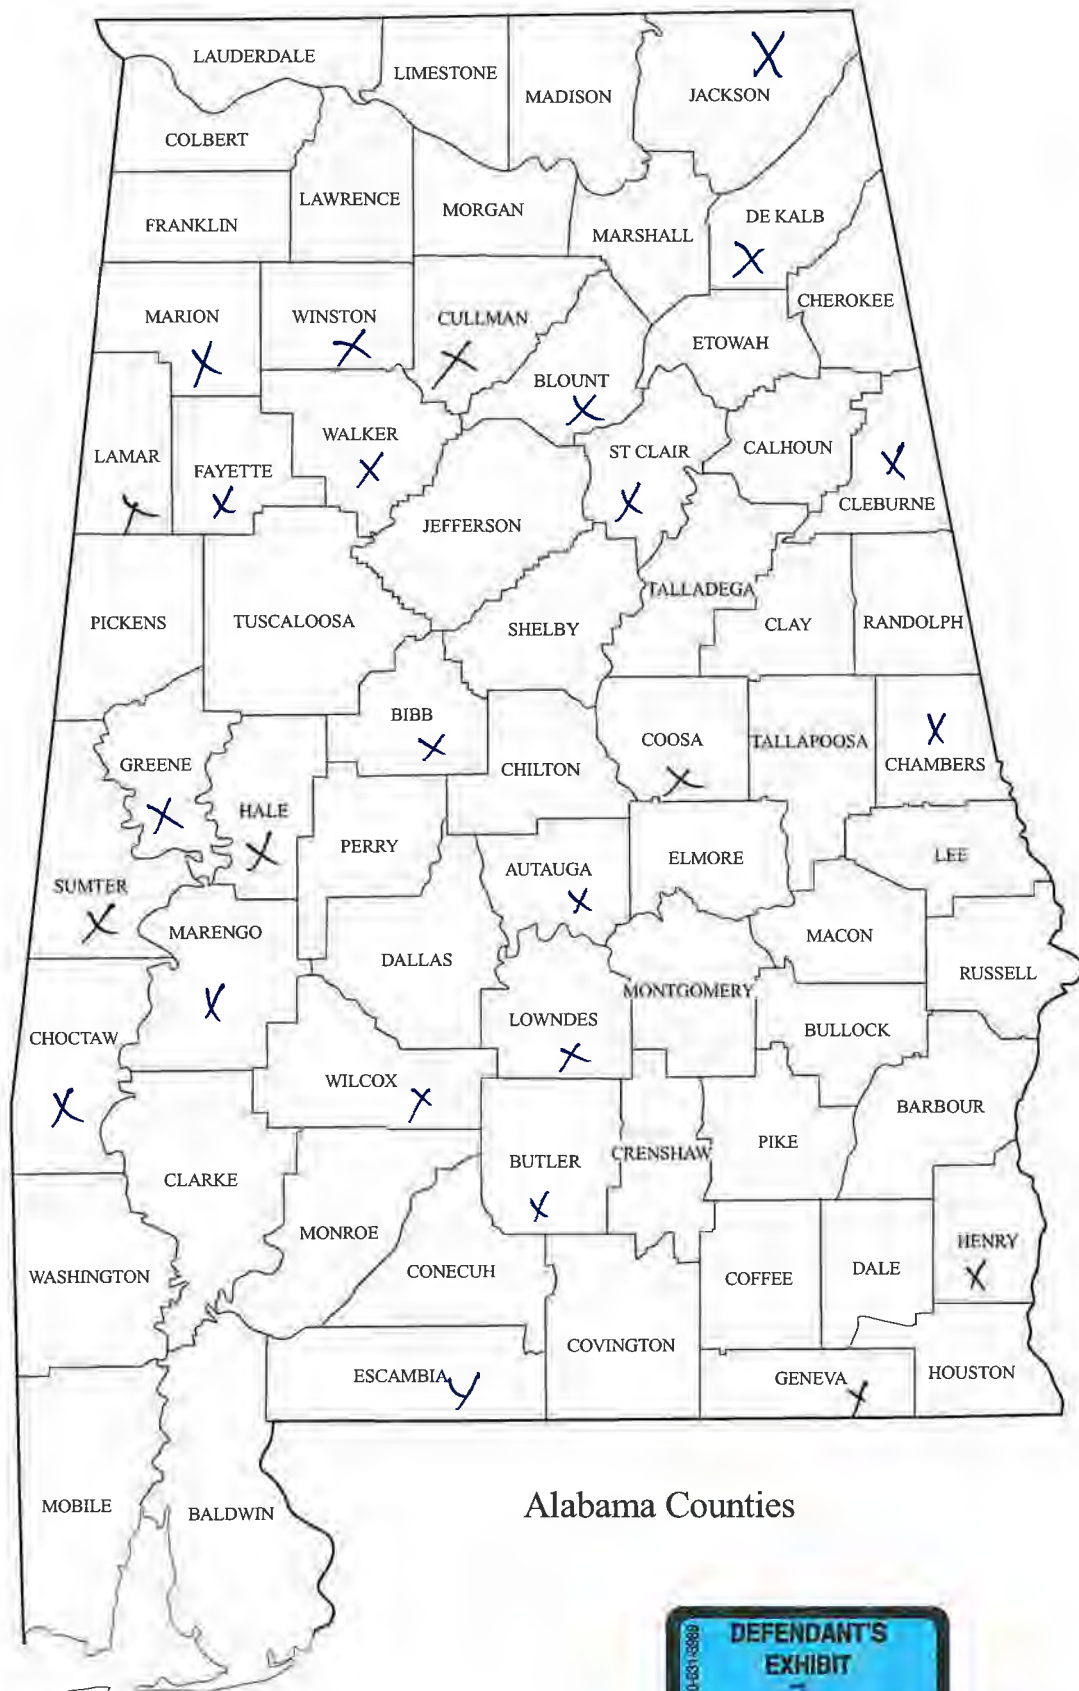 LAUDERDALE
LIMESTONE
MADISON
JACKSON
X
COLBERT
LAWRENCE
FRANKLIN
MORGAN
MARSHALL
DE KALB
X
CHEROKEE
MARION
X
WINSTON
X
CULLMAN
X
ETOWAH
BLOUNT
X
WALKER
X
LAMAR
X
FAYETTE
X
ST CLAIR
X
CALHOUN
X
CLEBURNE
JEFFERSON
PICKENS
TUSCALOOSA
SHELBY
TALLADEGA
CLAY
RANDOLPH
BIBB
X
COOSA
X
TALLAPOOSA
X
CHAMBERS
GREENE
X
CHILTON
HALE
X
PERRY
AUTAUGA
X
ELMORE
LEE
SUMTER
X
MARENGO
X
DALLAS
MACON
RUSSELL
MONTGOMERY
CHOCTAW
X
LOWNDES
X
BULLOCK
WILCOX
X
BARBOUR
CLARKE
BUTLER
X
CRENSHAW
PIKE
MONROE
WASHINGTON
CONECUH
COFFEE
DALE
HENRY
X
COVINGTON
ESCAMBIA
X
GENEVA
X
HOUSTON
MOBILE
BALDWIN
Alabama Counties
DEFENDANT'S
EXHIBIT